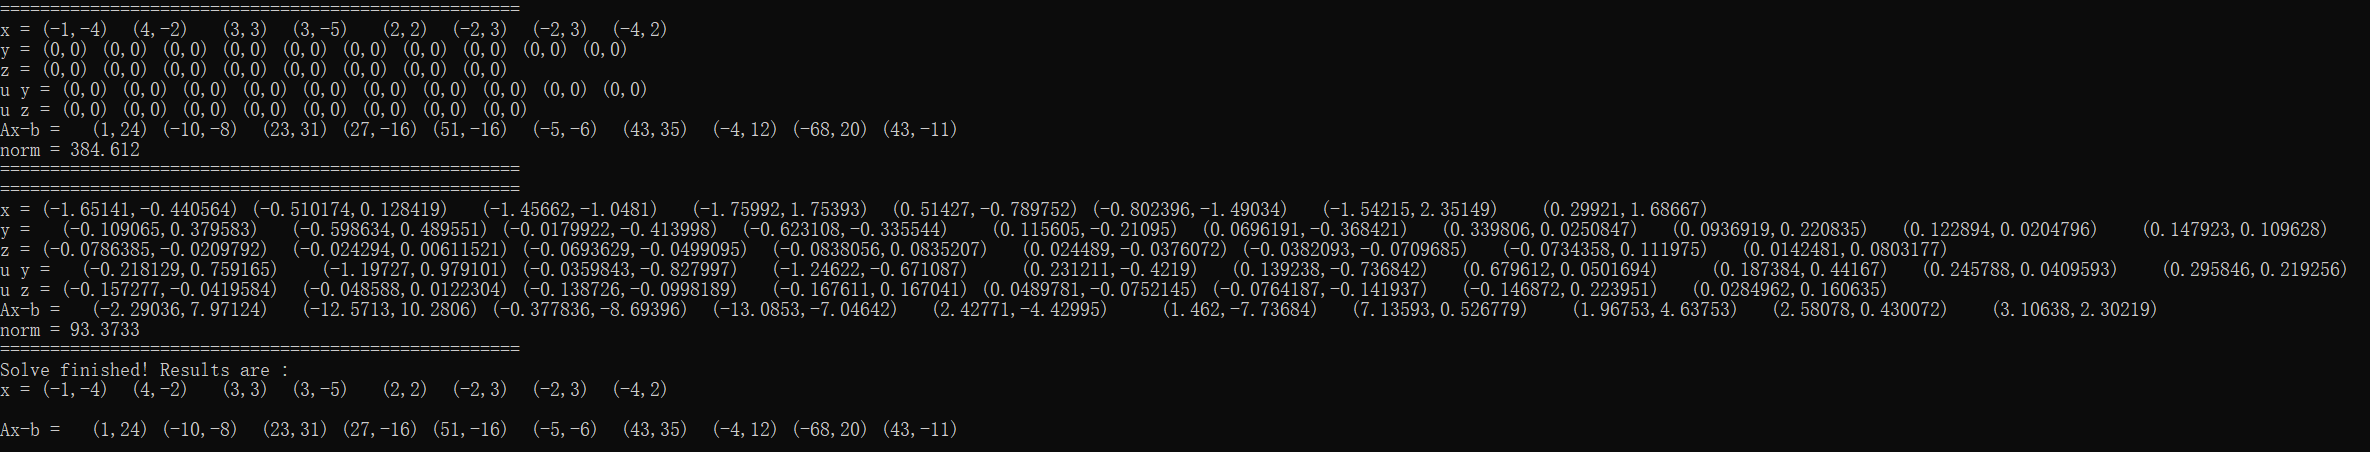 ====================================================
x = (-1,-4)  (4,-2)   (3,3)  (3,-5)   (2,2)  (-2,3)  (-2,3)  (-4,2)
y = (0,0) (0,0) (0,0) (0,0) (0,0) (0,0) (0,0) (0,0) (0,0) (0,0)
z = (0,0) (0,0) (0,0) (0,0) (0,0) (0,0) (0,0) (0,0)
u y = (0,0) (0,0) (0,0) (0,0) (0,0) (0,0) (0,0) (0,0) (0,0) (0,0)
u z = (0,0) (0,0) (0,0) (0,0) (0,0) (0,0) (0,0) (0,0)
Ax-b =   (1,24) (-10,-8)  (23,31) (27,-16) (51,-16)  (-5,-6)  (43,35)  (-4,12) (-68,20) (43,-11)
norm = 384.612
====================================================
====================================================
x = (-1.65141,-0.440564) (-0.510174,0.128419)   (-1.45662,-1.0481)   (-1.75992,1.75393)  (0.51427,-0.789752) (-0.802396,-1.49034)   (-1.54215,2.35149)    (0.29921,1.68667)
y =   (-0.109065,0.379583)   (-0.598634,0.489551) (-0.0179922,-0.413998)  (-0.623108,-0.335544)    (0.115605,-0.21095)  (0.0696191,-0.368421)   (0.339806,0.0250847)   (0.0936919,0.220835)   (0.122894,0.0204796)    (0.147923,0.109628)
z = (-0.0786385,-0.0209792)  (-0.024294,0.00611521) (-0.0693629,-0.0499095)  (-0.0838056,0.0835207)   (0.024489,-0.0376072) (-0.0382093,-0.0709685)   (-0.0734358,0.111975)   (0.0142481,0.0803177)
u y =   (-0.218129,0.759165)    (-1.19727,0.979101) (-0.0359843,-0.827997)   (-1.24622,-0.671087)     (0.231211,-0.4219)   (0.139238,-0.736842)   (0.679612,0.0501694)     (0.187384,0.44167)   (0.245788,0.0409593)    (0.295846,0.219256)
u z = (-0.157277,-0.0419584)  (-0.048588,0.0122304) (-0.138726,-0.0998189)   (-0.167611,0.167041) (0.0489781,-0.0752145) (-0.0764187,-0.141937)   (-0.146872,0.223951)   (0.0284962,0.160635)
Ax-b =   (-2.29036,7.97124)   (-12.5713,10.2806) (-0.377836,-8.69396)  (-13.0853,-7.04642)   (2.42771,-4.42995)     (1.462,-7.73684)   (7.13593,0.526779)    (1.96753,4.63753)  (2.58078,0.430072)    (3.10638,2.30219)
norm = 93.3733
====================================================
Solve finished! Results are :
x = (-1,-4)  (4,-2)   (3,3)  (3,-5)   (2,2)  (-2,3)  (-2,3)  (-4,2)
Ax-b =   (1,24) (-10,-8)  (23,31) (27,-16) (51,-16)  (-5,-6)  (43,35)  (-4,12) (-68,20) (43,-11)